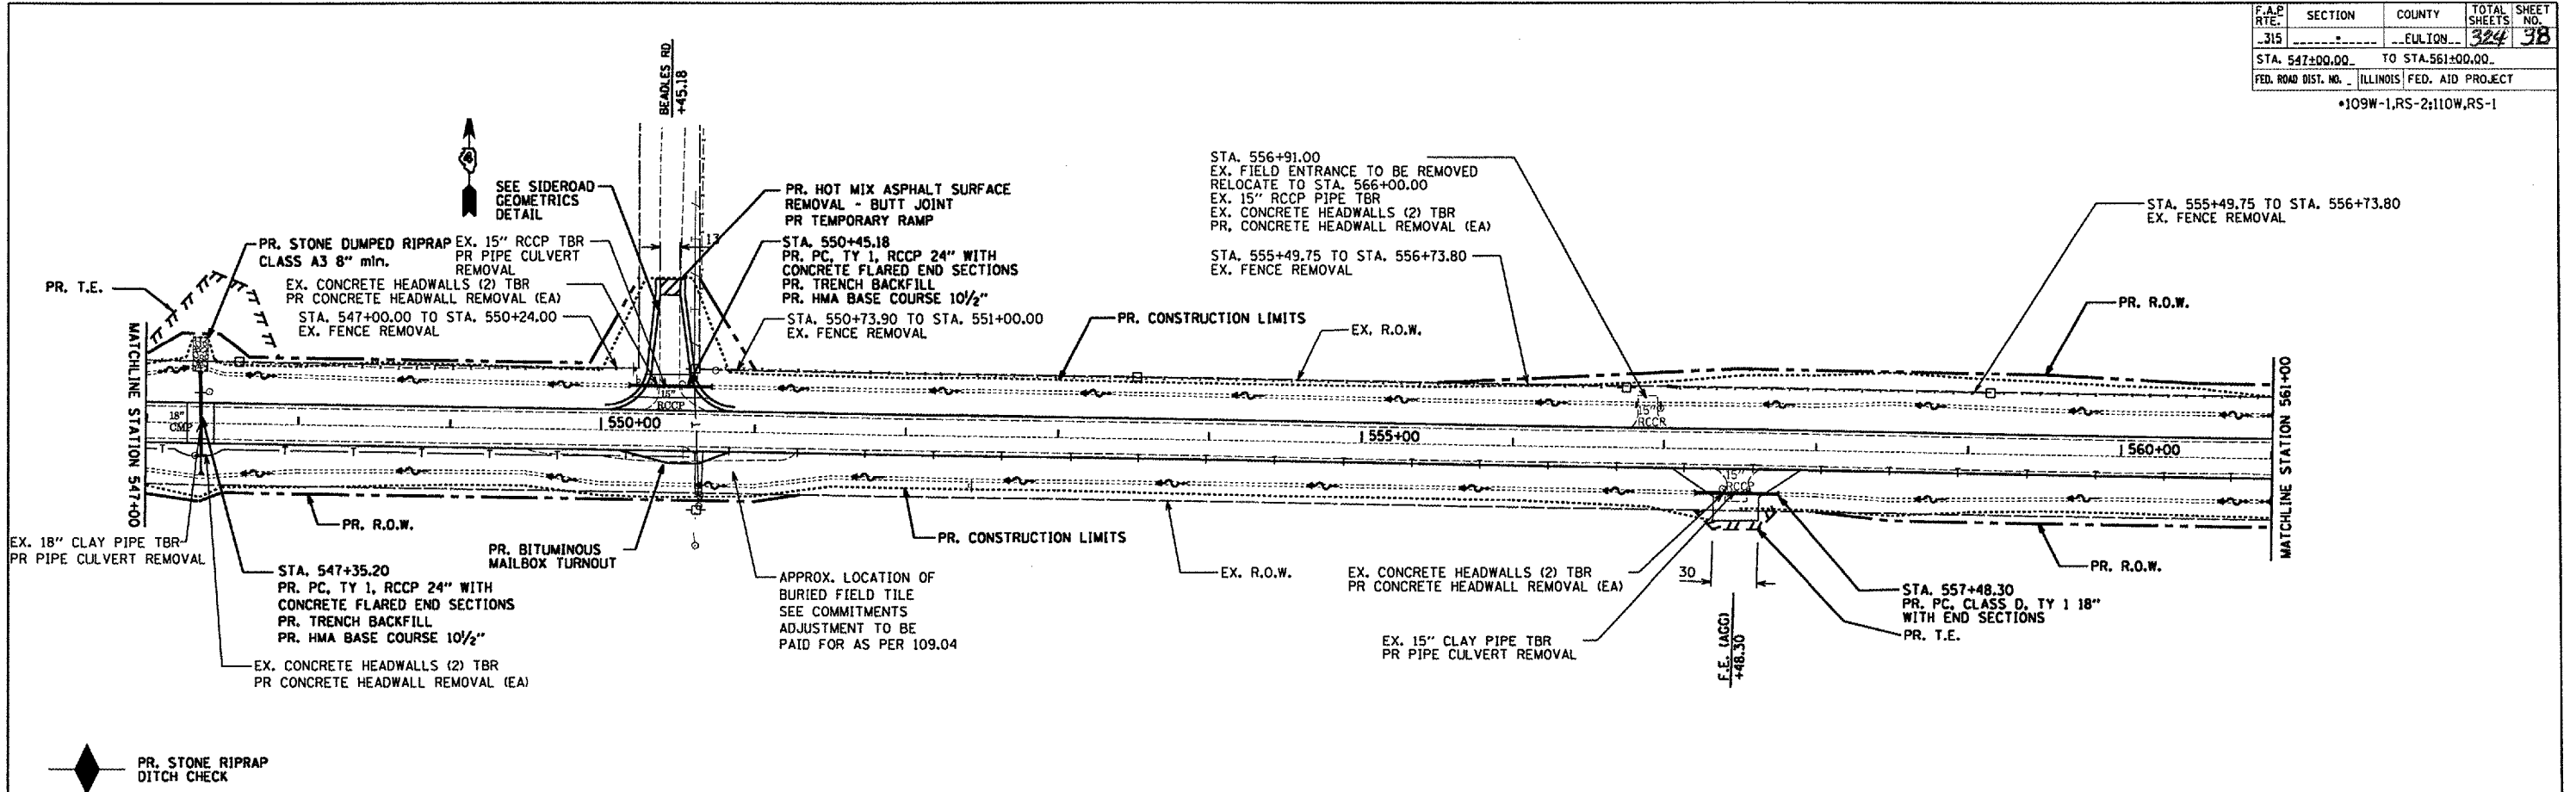 F.A.P. RTE. SECTION COUNTY TOTAL SHEETS SHEET NO.
315 * FULTON 324 38
STA. 547+00.00 TO STA. 561+00.00
FED. ROAD DIST. NO. ILLINOIS FED. AID PROJECT
*109W-1,RS-2;110W,RS-1
BEADLES RD
+45.18
4
SEE SIDEROAD
GEOMETRICS
DETAIL
PR. HOT MIX ASPHALT SURFACE
REMOVAL - BUTT JOINT
PR TEMPORARY RAMP
13
STA. 550+45.18
PR. PC, TY 1, RCCP 24" WITH
CONCRETE FLARED END SECTIONS
PR. TRENCH BACKFILL
PR. HMA BASE COURSE 10 1/2"
PR. STONE DUMPED RIPRAP
CLASS A3 8" min.
EX. 15" RCCP TBR
PR PIPE CULVERT
REMOVAL
EX. CONCRETE HEADWALLS (2) TBR
PR CONCRETE HEADWALL REMOVAL (EA)
STA. 547+00.00 TO STA. 550+24.00
EX. FENCE REMOVAL
PR. T.E.
STA. 550+73.90 TO STA. 551+00.00
EX. FENCE REMOVAL
PR. CONSTRUCTION LIMITS
EX. R.O.W.
STA. 556+91.00
EX. FIELD ENTRANCE TO BE REMOVED
RELOCATE TO STA. 566+00.00
EX. 15" RCCP PIPE TBR
EX. CONCRETE HEADWALLS (2) TBR
PR. CONCRETE HEADWALL REMOVAL (EA)
STA. 555+49.75 TO STA. 556+73.80
EX. FENCE REMOVAL
STA. 555+49.75 TO STA. 556+73.80
EX. FENCE REMOVAL
PR. R.O.W.
MATCHLINE STATION 547+00
MATCHLINE STATION 561+00
18"
CMP
15"
RCCP
550+00
555+00
560+00
15"
RCCP
15"
RCCP
PR. R.O.W.
EX. 18" CLAY PIPE TBR
PR PIPE CULVERT REMOVAL
STA. 547+35.20
PR. PC, TY 1, RCCP 24" WITH
CONCRETE FLARED END SECTIONS
PR. TRENCH BACKFILL
PR. HMA BASE COURSE 10 1/2"
EX. CONCRETE HEADWALLS (2) TBR
PR CONCRETE HEADWALL REMOVAL (EA)
PR. BITUMINOUS
MAILBOX TURNOUT
APPROX. LOCATION OF
BURIED FIELD TILE
SEE COMMITMENTS
ADJUSTMENT TO BE
PAID FOR AS PER 109.04
PR. CONSTRUCTION LIMITS
EX. R.O.W.
EX. CONCRETE HEADWALLS (2) TBR
PR CONCRETE HEADWALL REMOVAL (EA)
EX. 15" CLAY PIPE TBR
PR PIPE CULVERT REMOVAL
30
F.E. (AGG)
+48.30
STA. 557+48.30
PR. PC, CLASS D, TY 1 18"
WITH END SECTIONS
PR. T.E.
PR. R.O.W.
PR. STONE RIPRAP
DITCH CHECK